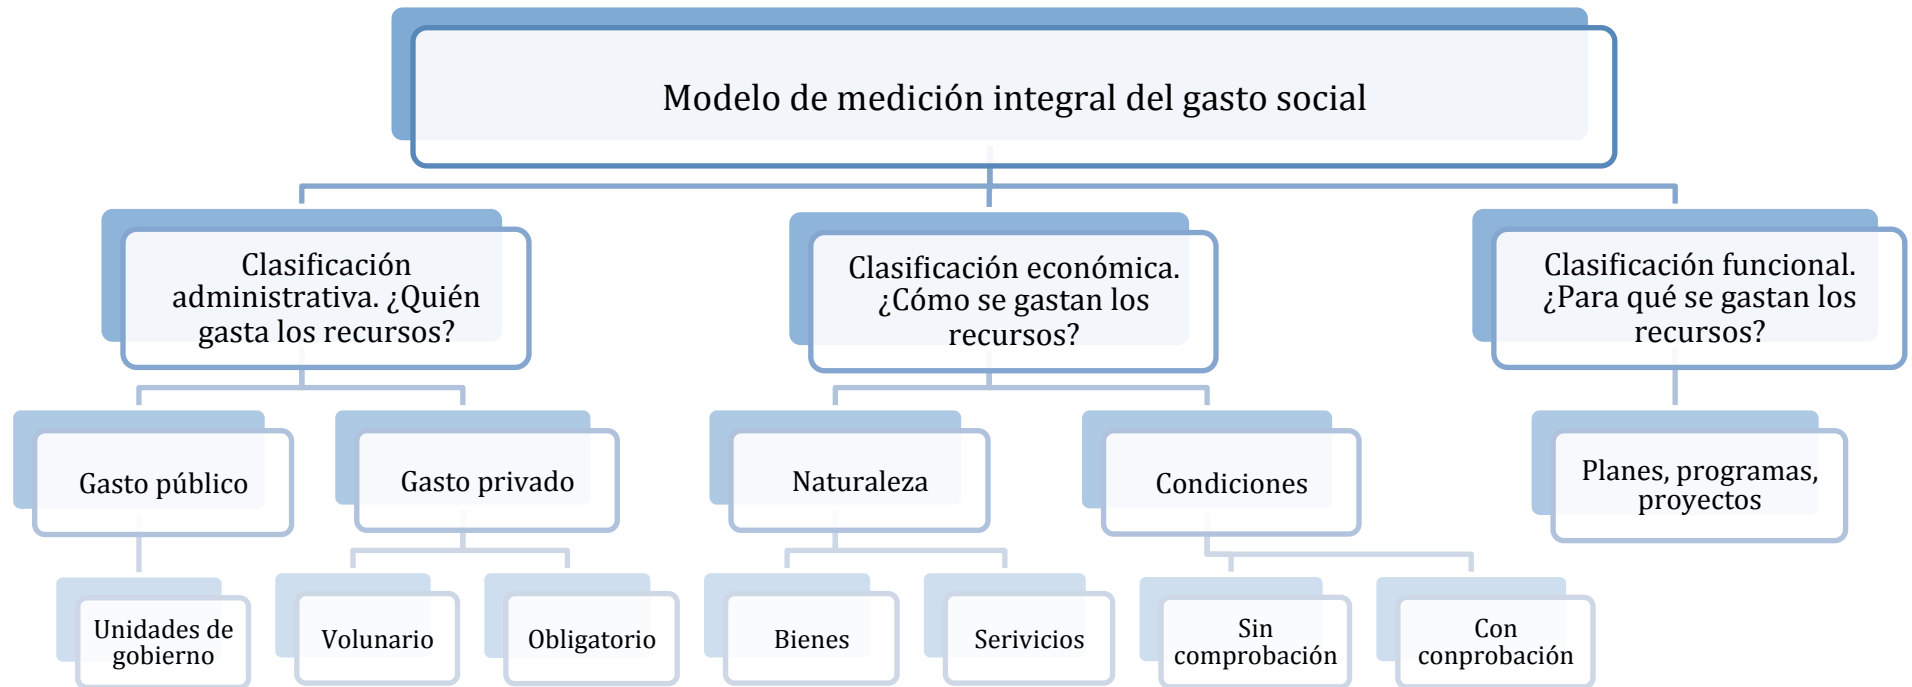 Modelo de medición integral del gasto social
Clasificación
administrativa. ¿Quién
gasta los recursos?
Clasificación económica.
¿Cómo se gastan los
recursos?
Clasificación funcional.
¿Para qué se gastan los
recursos?
Gasto público
Gasto privado
Naturaleza
Condiciones
Planes, programas,
proyectos
Unidades de
gobierno
Volunario
Obligatorio
Bienes
Serivicios
Sin
comprobación
Con
conprobación